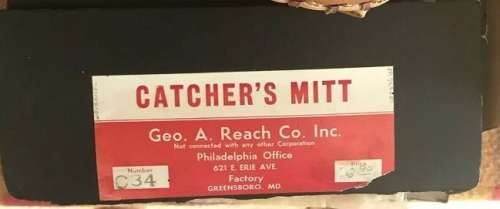 CATCHER'S MITT
Geo. A. Reach Co. Inc.
Not connected with any other Corporation
Philadelphia Office
621 E. ERIE AVE.
Factory
GREENSBORO, MD.
Number
C34
Price